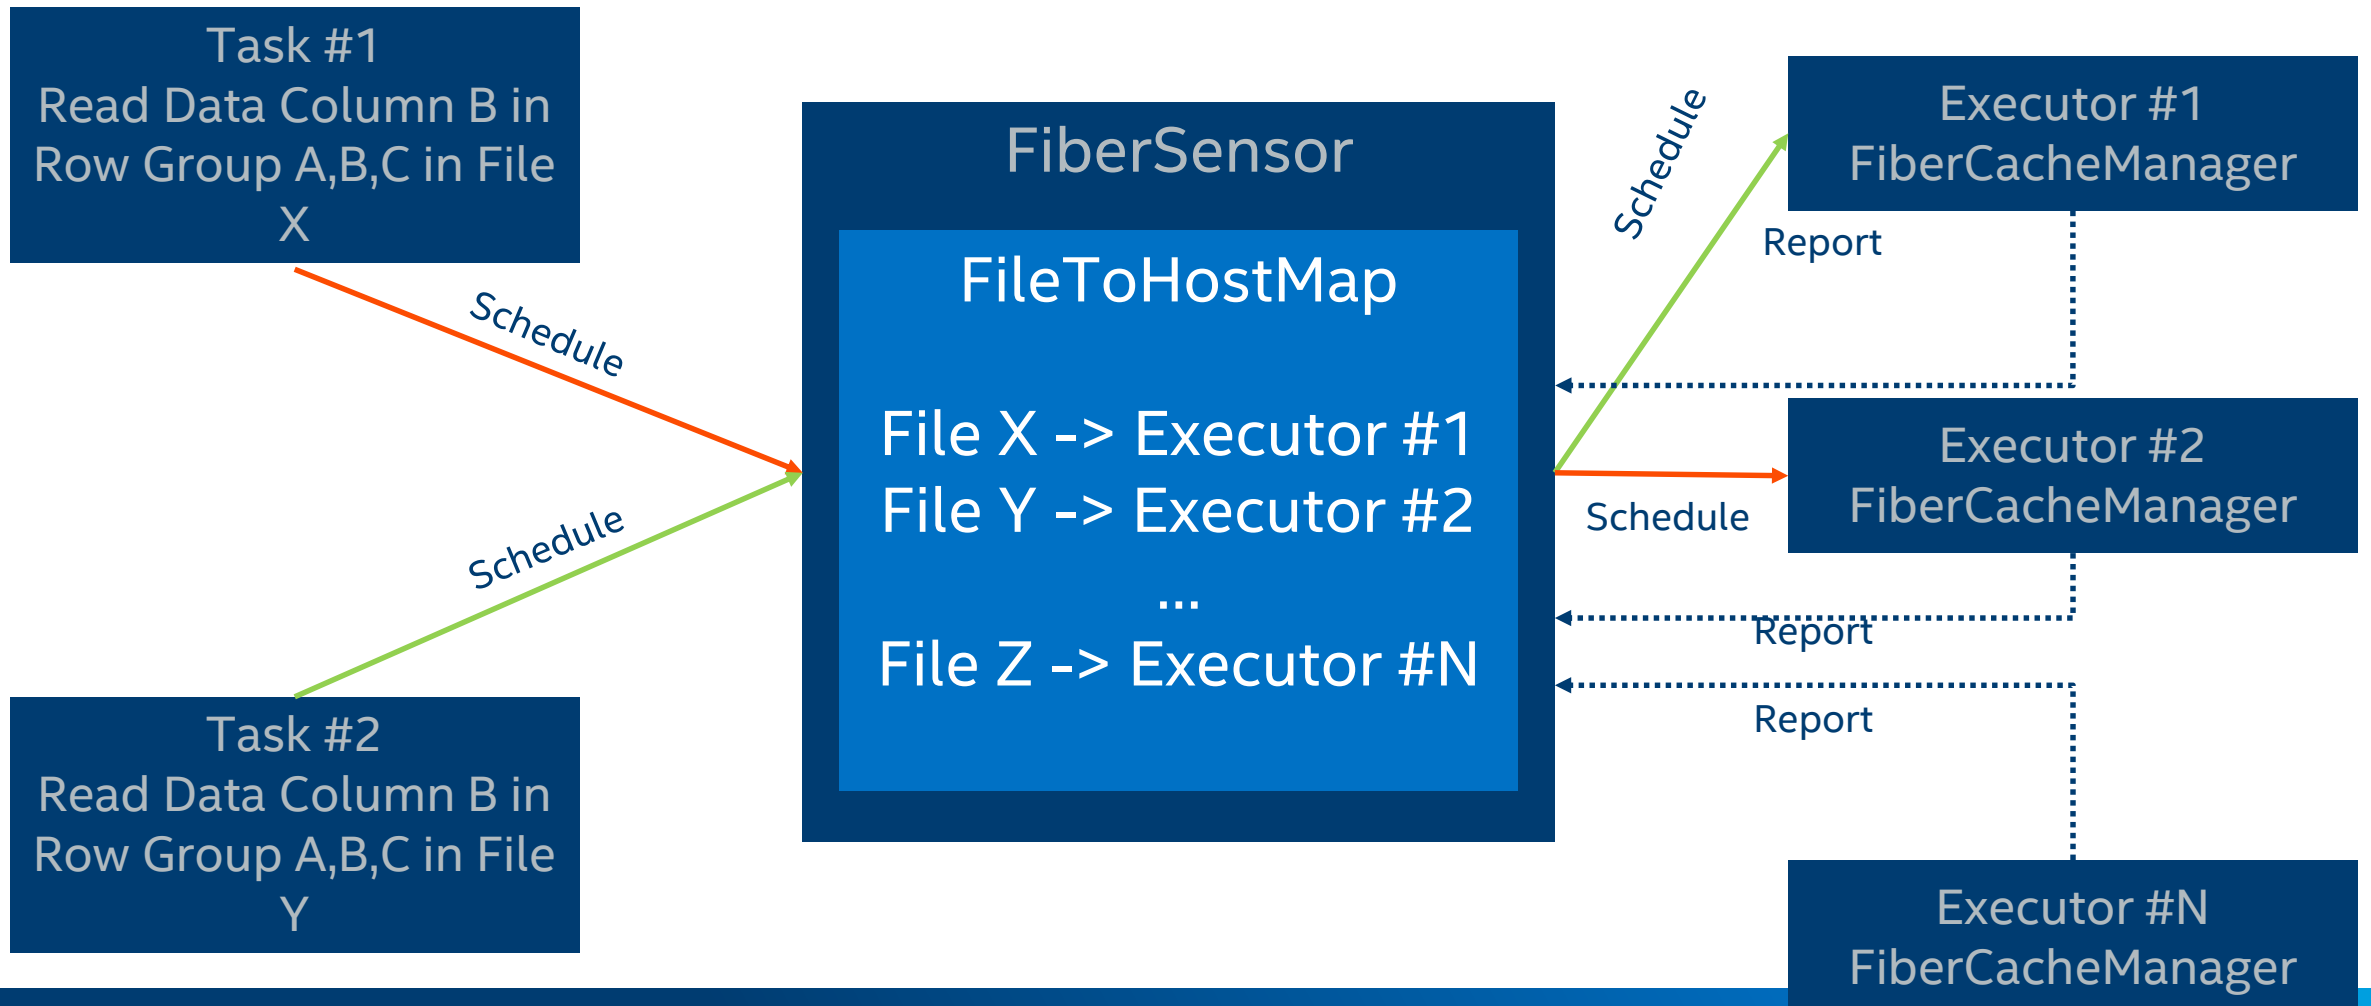 Task #1
Read Data Column B in
Row Group A,B,C in File
X
Schedule
Schedule
Task #2
Read Data Column B in
Row Group A,B,C in File
Y
FiberSensor
FileToHostMap
File X -> Executor #1
File Y -> Executor #2
...
File Z -> Executor #N
Schedule
Executor #1
FiberCacheManager
Report
Executor #2
FiberCacheManager
Schedule
Report
Report
Executor #N
FiberCacheManager